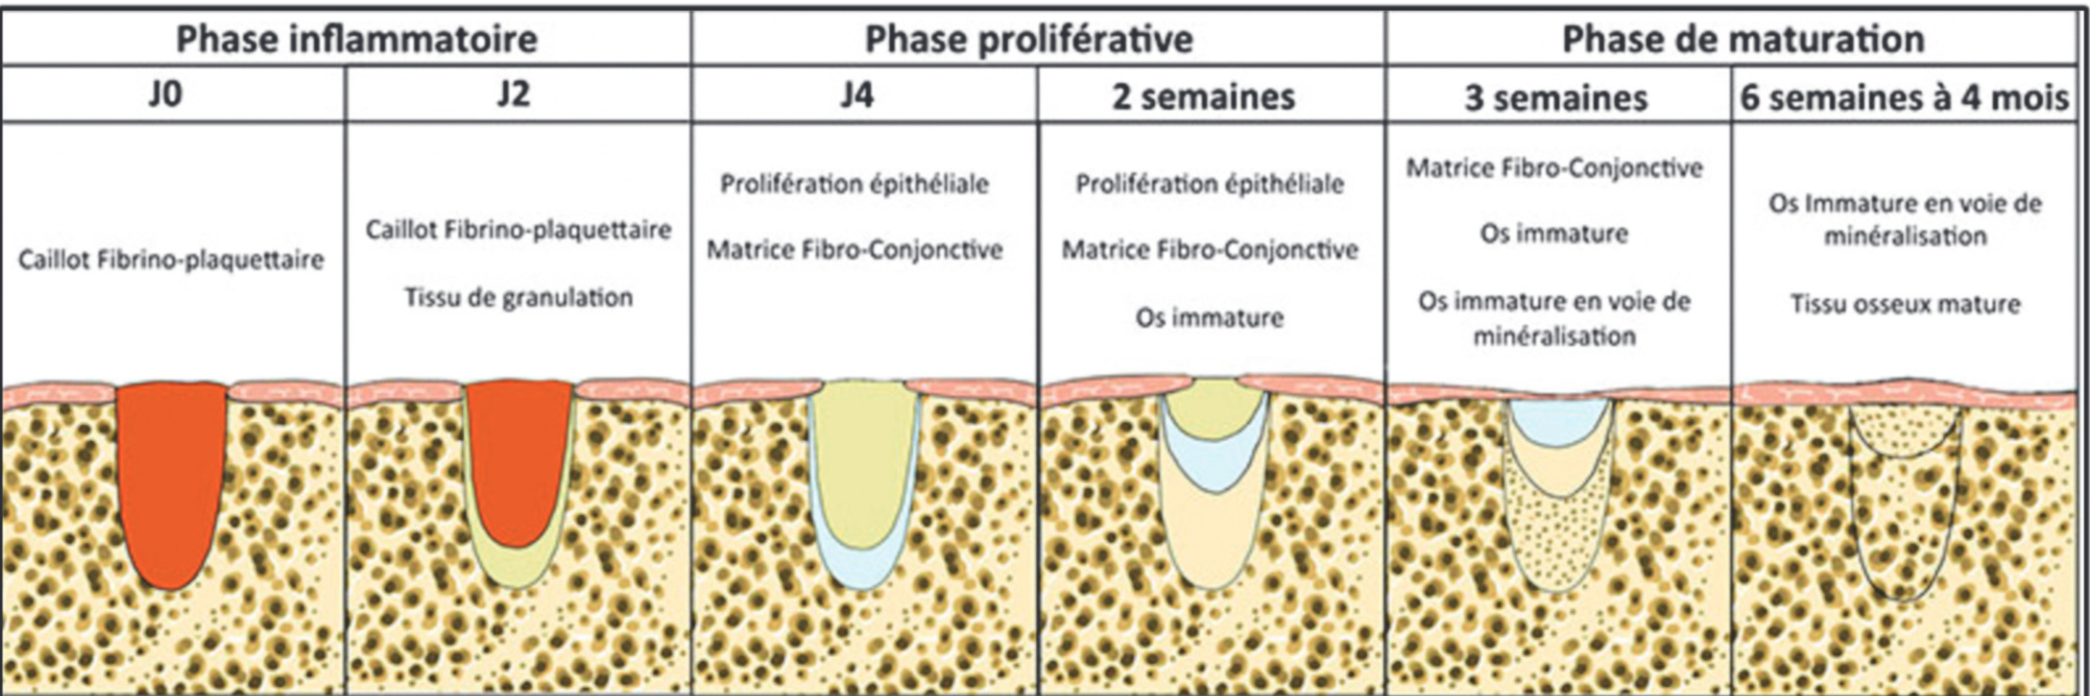 Phase inflammatoire
Phase proliférative
Phase de maturation
J0
J2
J4
2 semaines
3 semaines
6 semaines à 4 mois
Caillot Fibrino-plaquettaire
Caillot Fibrino-plaquettaire
Tissu de granulation
Prolifération épithéliale
Matrice Fibro-Conjonctive
Prolifération épithéliale
Matrice Fibro-Conjonctive
Os immature
Matrice Fibro-Conjonctive
Os immature
Os immature en voie de
minéralisation
Os Immature en voie de
minéralisation
Tissu osseux mature